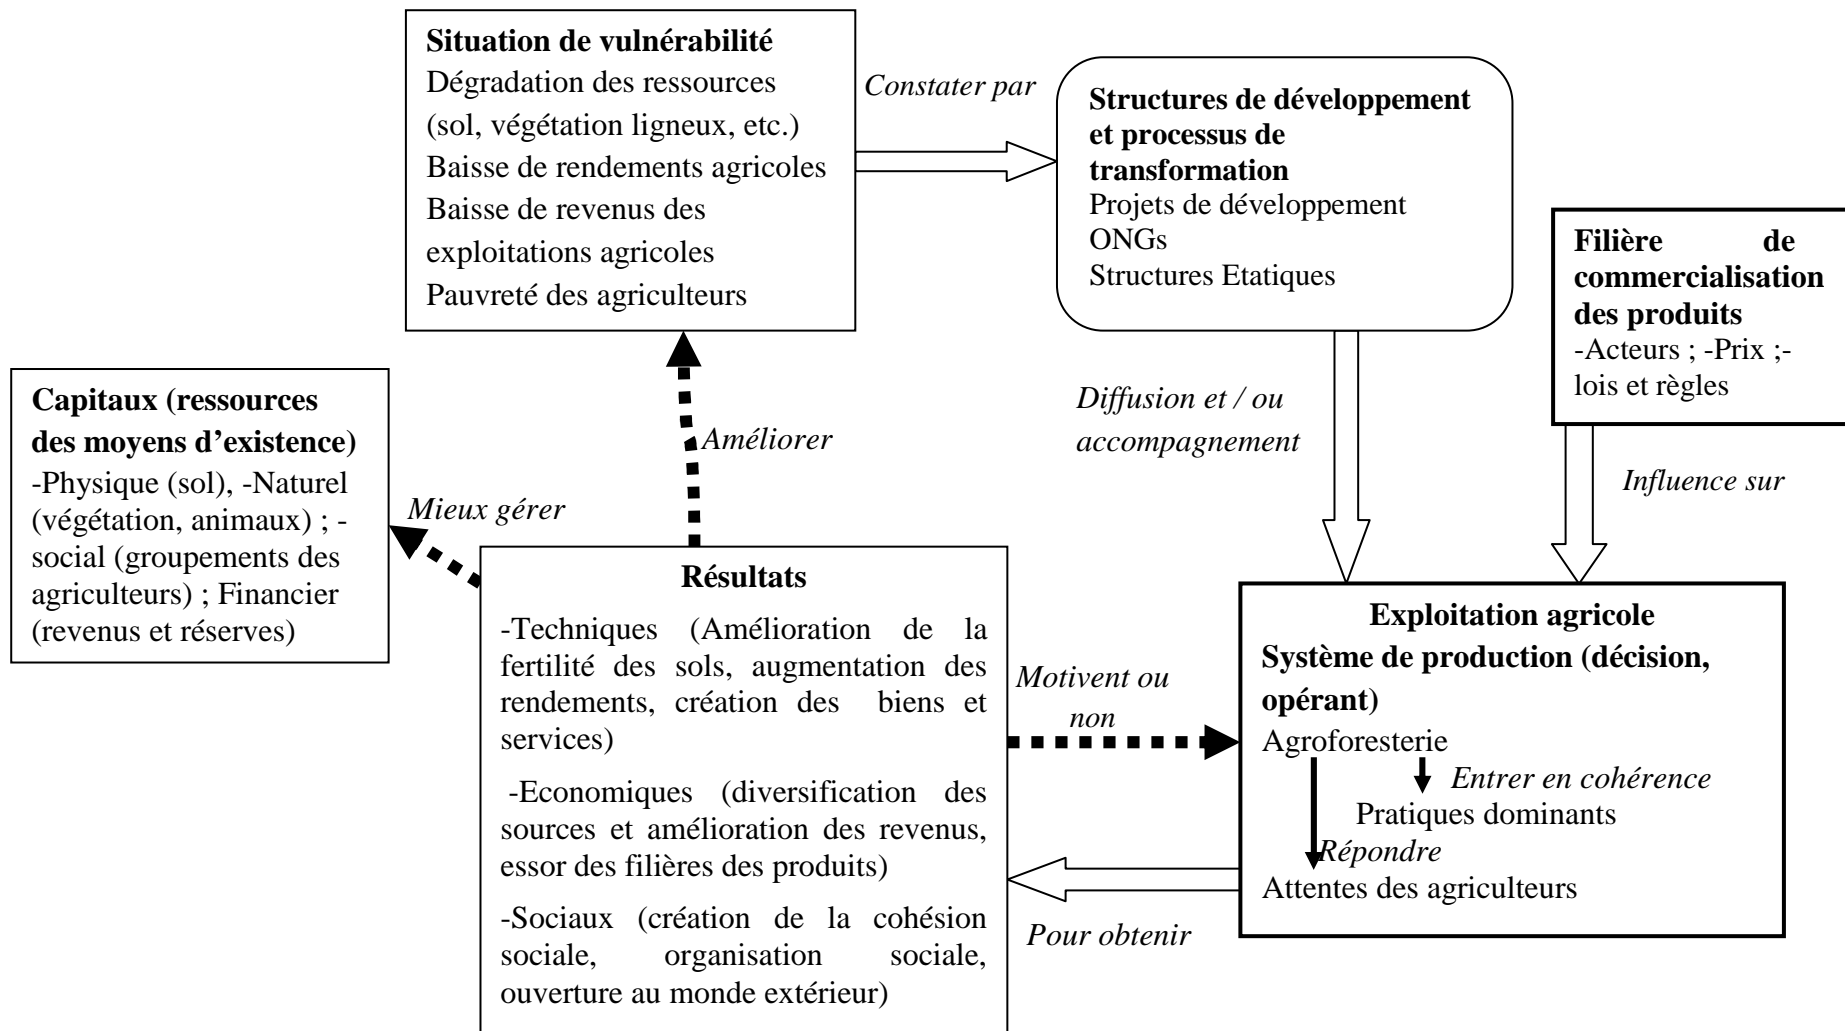 Situation de vulnérabilité
Dégradation des ressources
(sol, végétation ligneux, etc.)
Baisse de rendements agricoles
Baisse de revenus des
exploitations agricoles
Pauvreté des agriculteurs
Constater par
Structures de développement
et processus de
transformation
Projets de développement
ONGs
Structures Etatiques
Filière de
commercialisation
des produits
-Acteurs ; -Prix ;-
lois et règles
Capitaux (ressources
des moyens d’existence)
-Physique (sol), -Naturel
(végétation, animaux) ; -
social (groupements des
agriculteurs) ; Financier
(revenus et réserves)
Mieux gérer
Améliorer
Diffusion et / ou
accompagnement
Influence sur
Résultats
-Techniques (Amélioration de la
fertilité des sols, augmentation des
rendements, création des biens et
services)
-Economiques (diversification des
sources et amélioration des revenus,
essor des filières des produits)
-Sociaux (création de la cohésion
sociale, organisation sociale,
ouverture au monde extérieur)
Motivent ou
non
Pour obtenir
Exploitation agricole
Système de production (décision,
opérant)
Agroforesterie
Entrer en cohérence
Pratiques dominants
Répondre
Attentes des agriculteurs